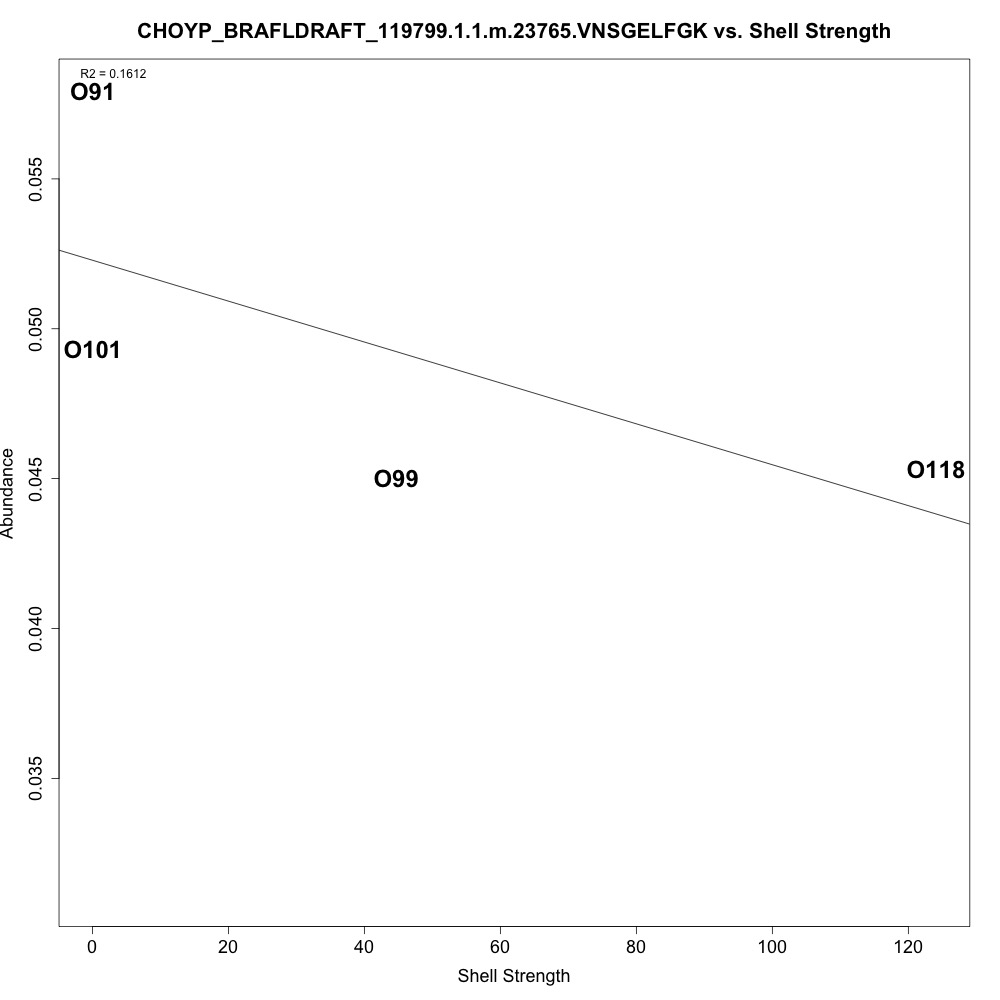 CHOYP_BRAFLDRAFT_119799.1.1.m.23765.VNSGELFGK vs. Shell Strength
R2 = 0.1612
O91
0.055
0.050
O101
0.045
O99
O118
Abundance
0.040
0.035
0 20 40 60 80 100 120
Shell Strength